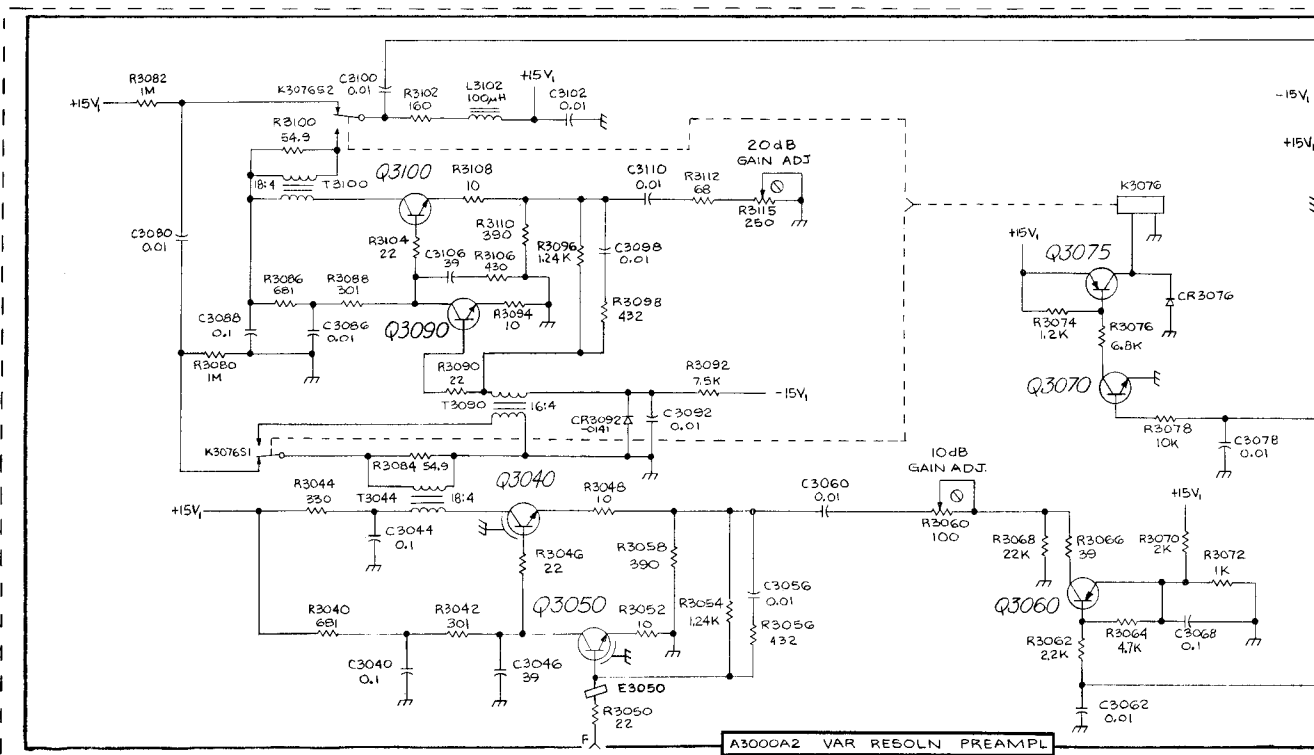 R3082
1M
+15V1
K3076S2
C3100
0.01
R3102
160
L3102
100µH
+15V1
C3102
0.01
-15V1
+15V1
R3100
54.9
18:4
T3100
Q3100
R3108
10
C3110
0.01
R3112
68
20dB
GAIN ADJ
R3115
250
K3076
C3080
0.01
R3104
22
R3110
390
C3106
39
R3106
430
R3096
1.24K
C3098
0.01
+15V1
Q3075
CR3076
R3086
681
R3088
301
R3098
432
C3088
0.1
C3086
0.01
Q3090
R3094
10
R3074
1.2K
R3076
6.8K
R3080
1M
R3090
22
R3092
7.5K
-15V1
Q3070
T3090
16:4
CR3092
-0141
C3092
0.01
R3078
10K
C3078
0.01
K3076S1
R3084 54.9
R3044
330
T3044
18:4
Q3040
R3048
10
C3060
0.01
10dB
GAIN ADJ.
R3060
100
+15V1
+15V1
C3044
0.1
R3046
22
R3058
390
R3068
22K
R3066
39
R3070
2K
R3072
1K
R3040
681
R3042
301
Q3050
R3052
10
R3054
1.24K
C3056
0.01
R3056
432
Q3060
R3062
2.2K
R3064
4.7K
C3068
0.1
C3040
0.1
C3046
39
E3050
R3050
22
F
C3062
0.01
A3000A2 VAR RESOLN PREAMPL